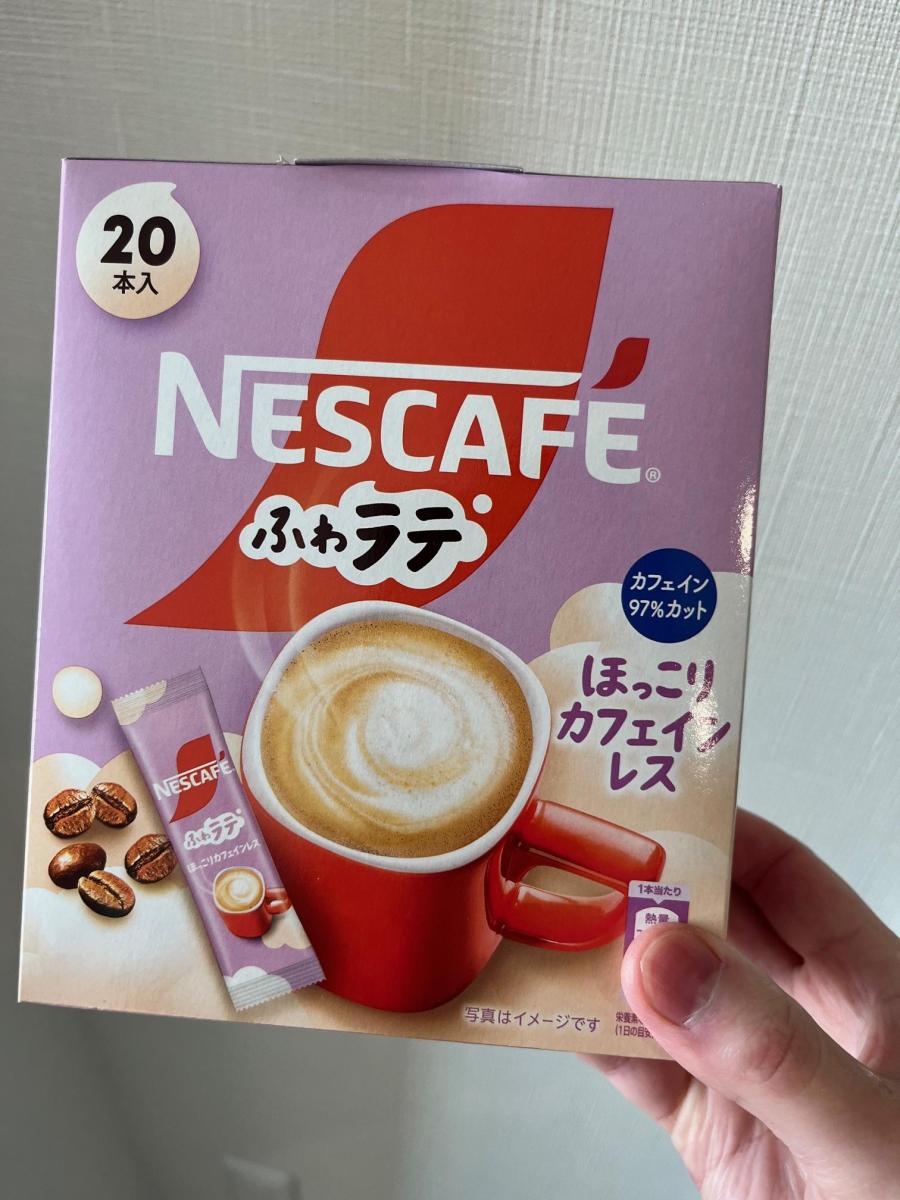 20
本入
NESCAFÉ®
ふわラテ
カフェイン
97%カット
ほっこり
カフェイン
レス
NESCAFÉ
ふわラテ
ほっこりカフェインレス
1本当たり
熱量
写真はイメージです